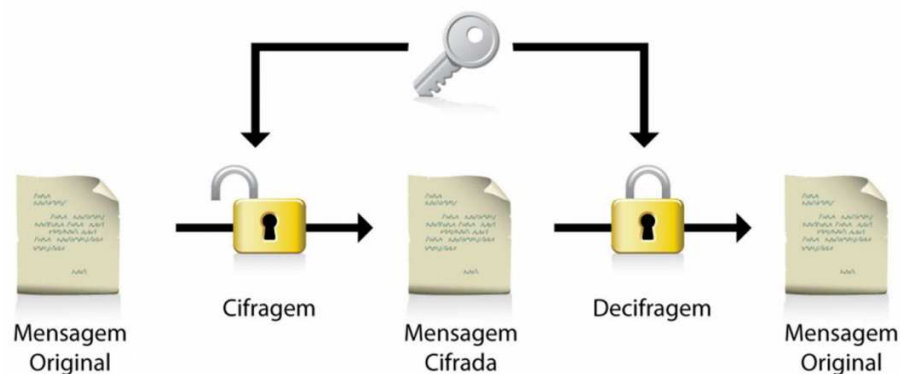 Cifragem
Decifragem
Mensagem
Original
Mensagem
Cifrada
Mensagem
Original